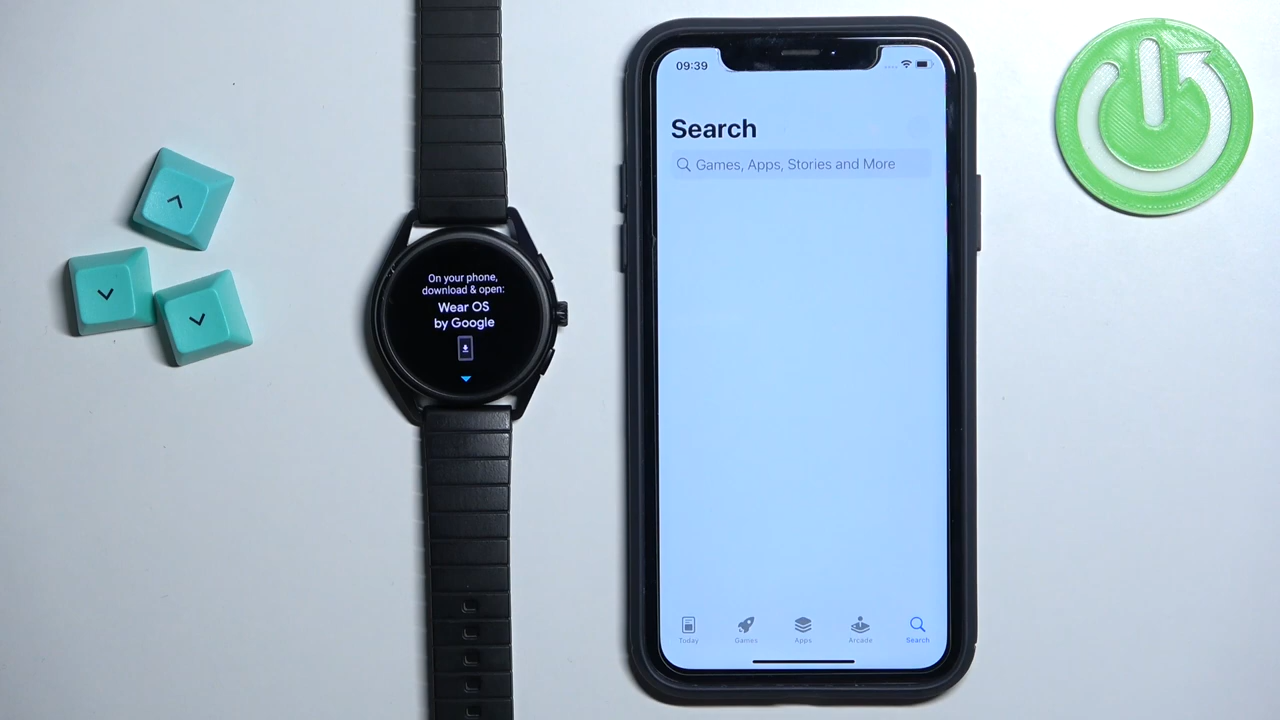 On your phone,
download & open:
Wear OS
by Google
09:39
Search
Games, Apps, Stories and More
Today
Games
Apps
Arcade
Search